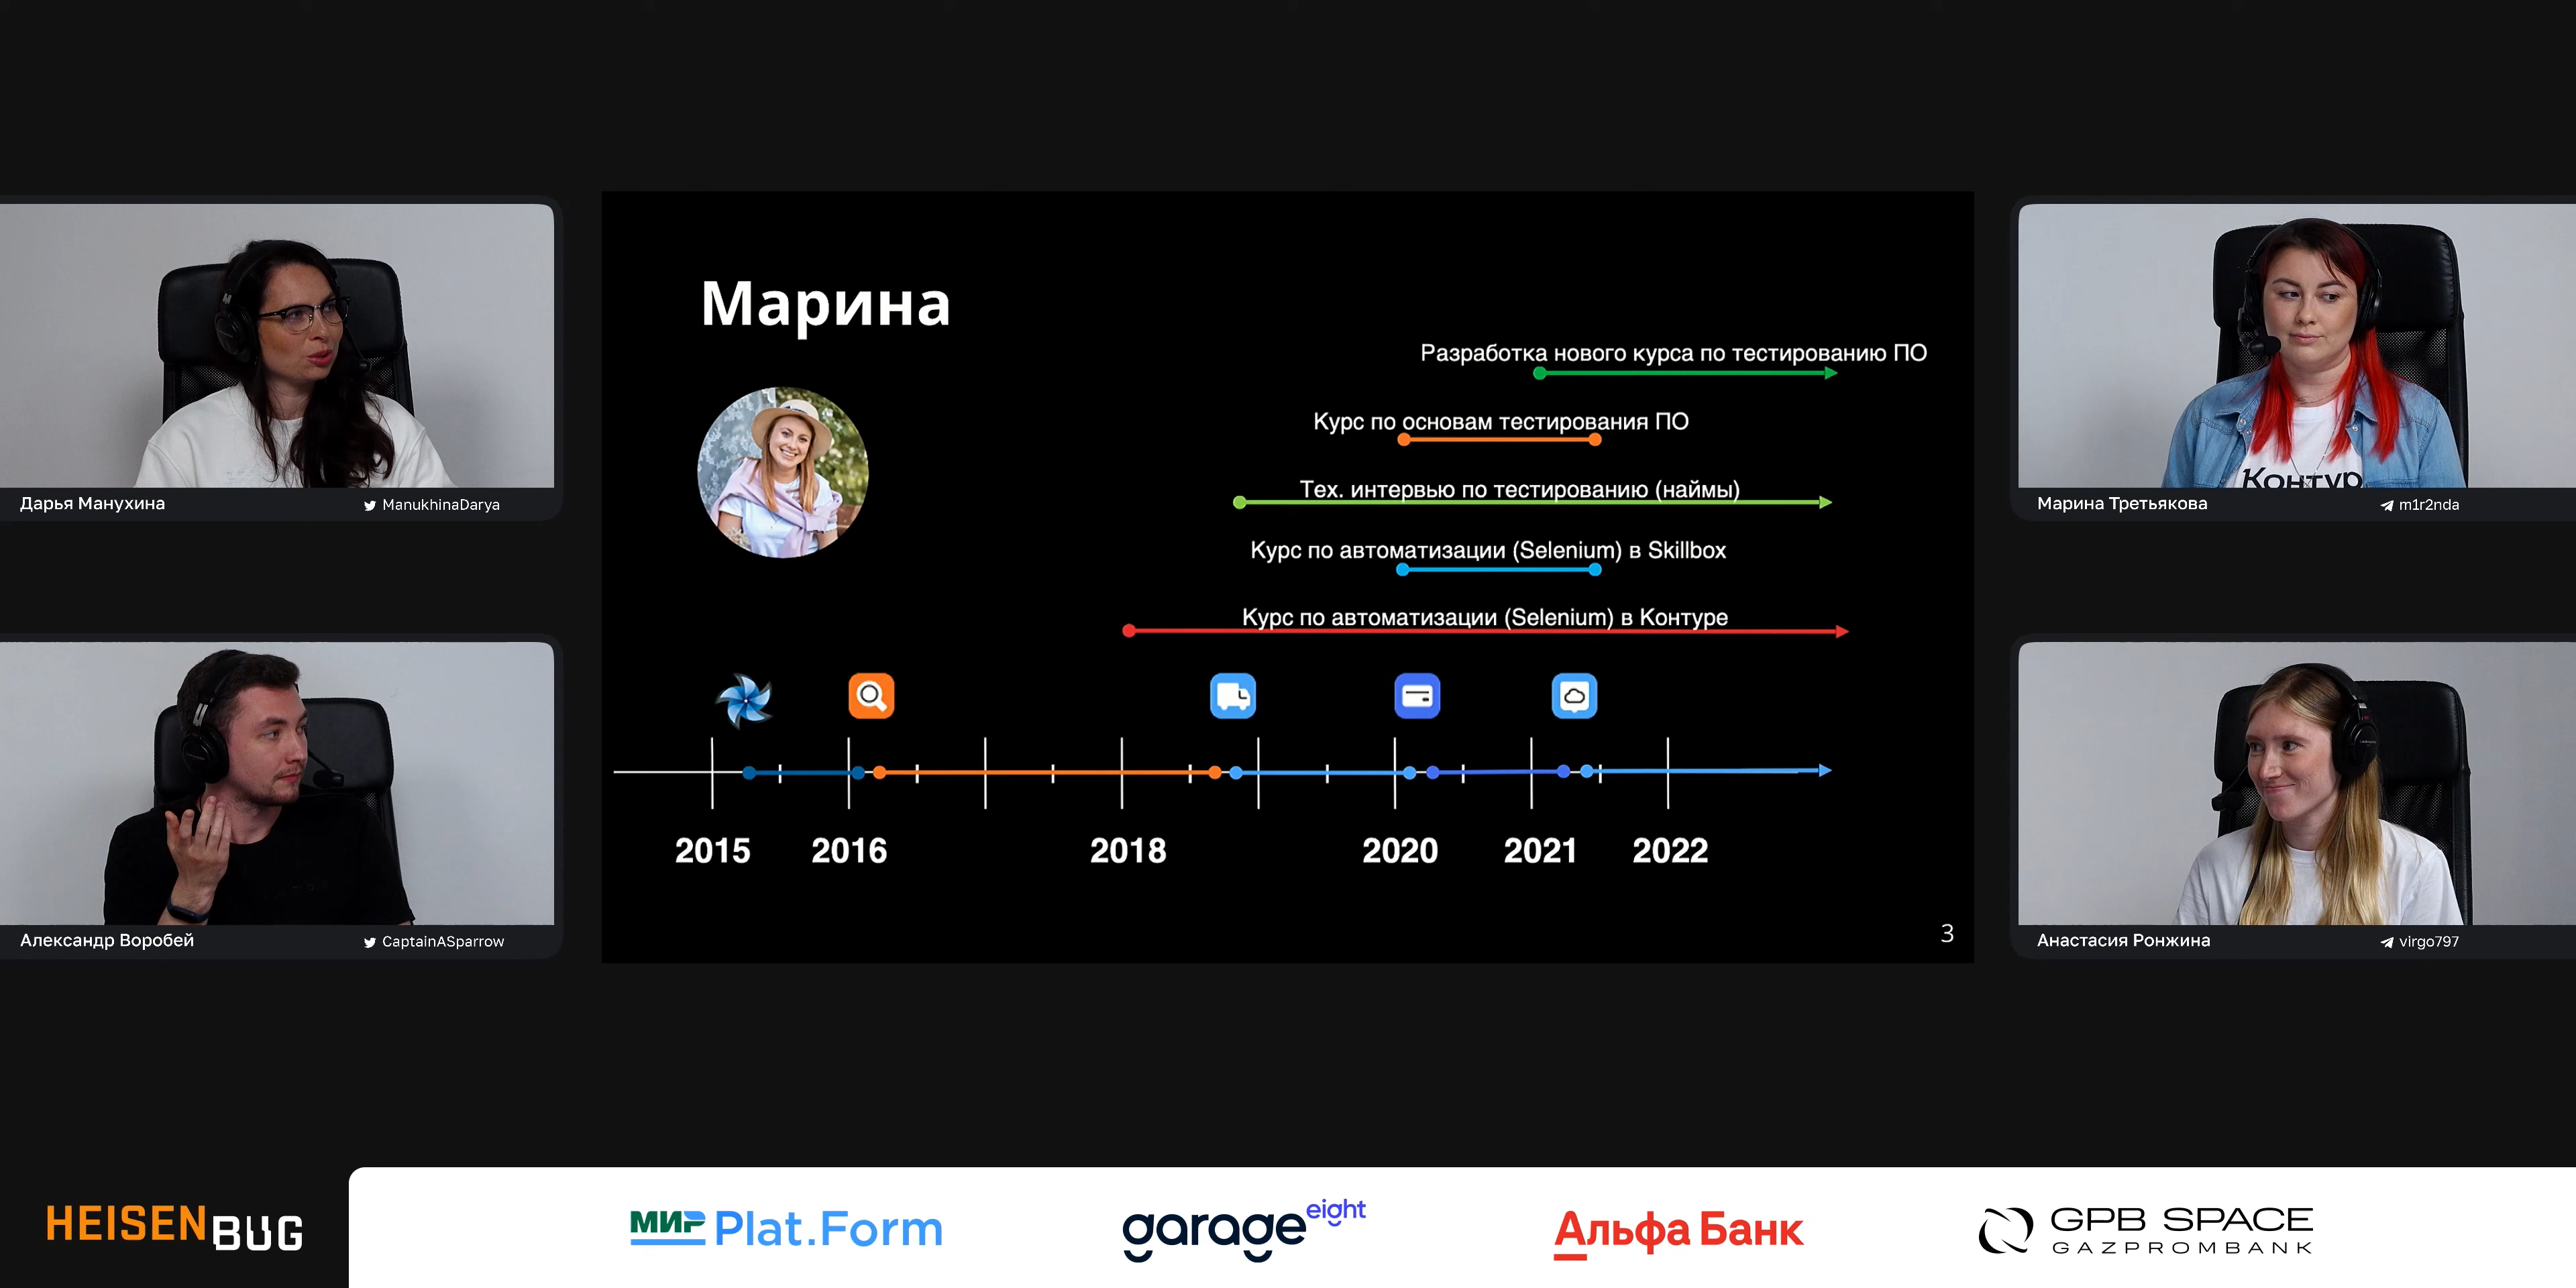 Марина
Разработка нового курса по тестированию ПО
Курс по основам тестирования ПО
Тех. интервью по тестированию (наймы)
Курс по автоматизации (Selenium) в Skillbox
Курс по автоматизации (Selenium) в Контуре
2015 2016 2018 2020 2021 2022
3
Дарья Манухина ManukhinaDarya
Александр Воробей CaptainASparrow
Контур
Марина Третьякова m1r2nda
Анастасия Ронжина virgo797
HEISENBUG
МИР Plat.Form
garage eight
Альфа Банк
GPB SPACE
GAZPROMBANK